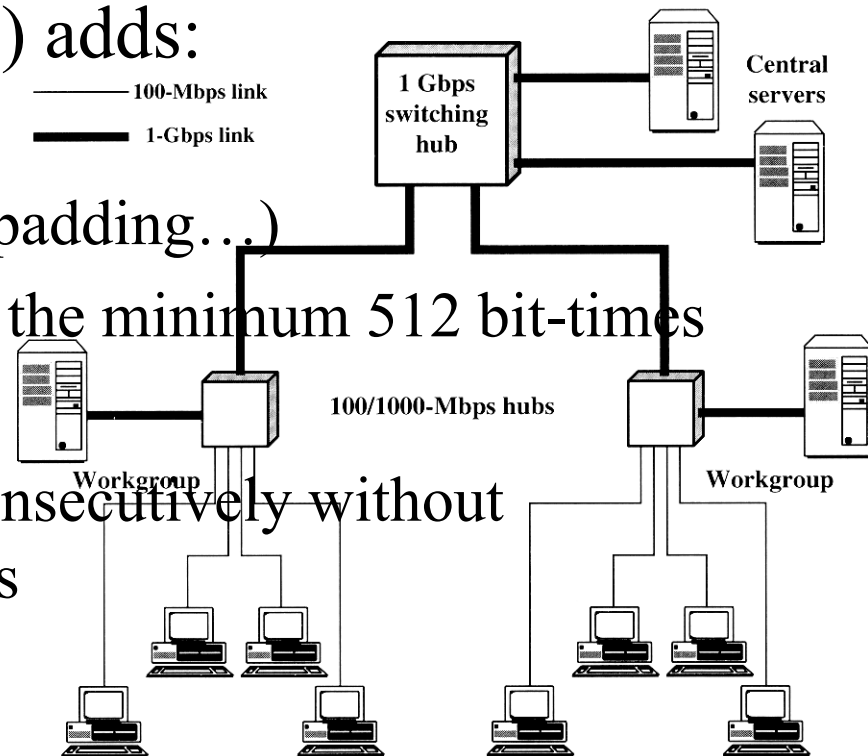 ) adds:
100-Mbps link
1-Gbps link
1 Gbps
switching
hub
Central
servers
padding…)
the minimum 512 bit-times
100/1000-Mbps hubs
Workgroup
Workgroup
nsecutively without
s